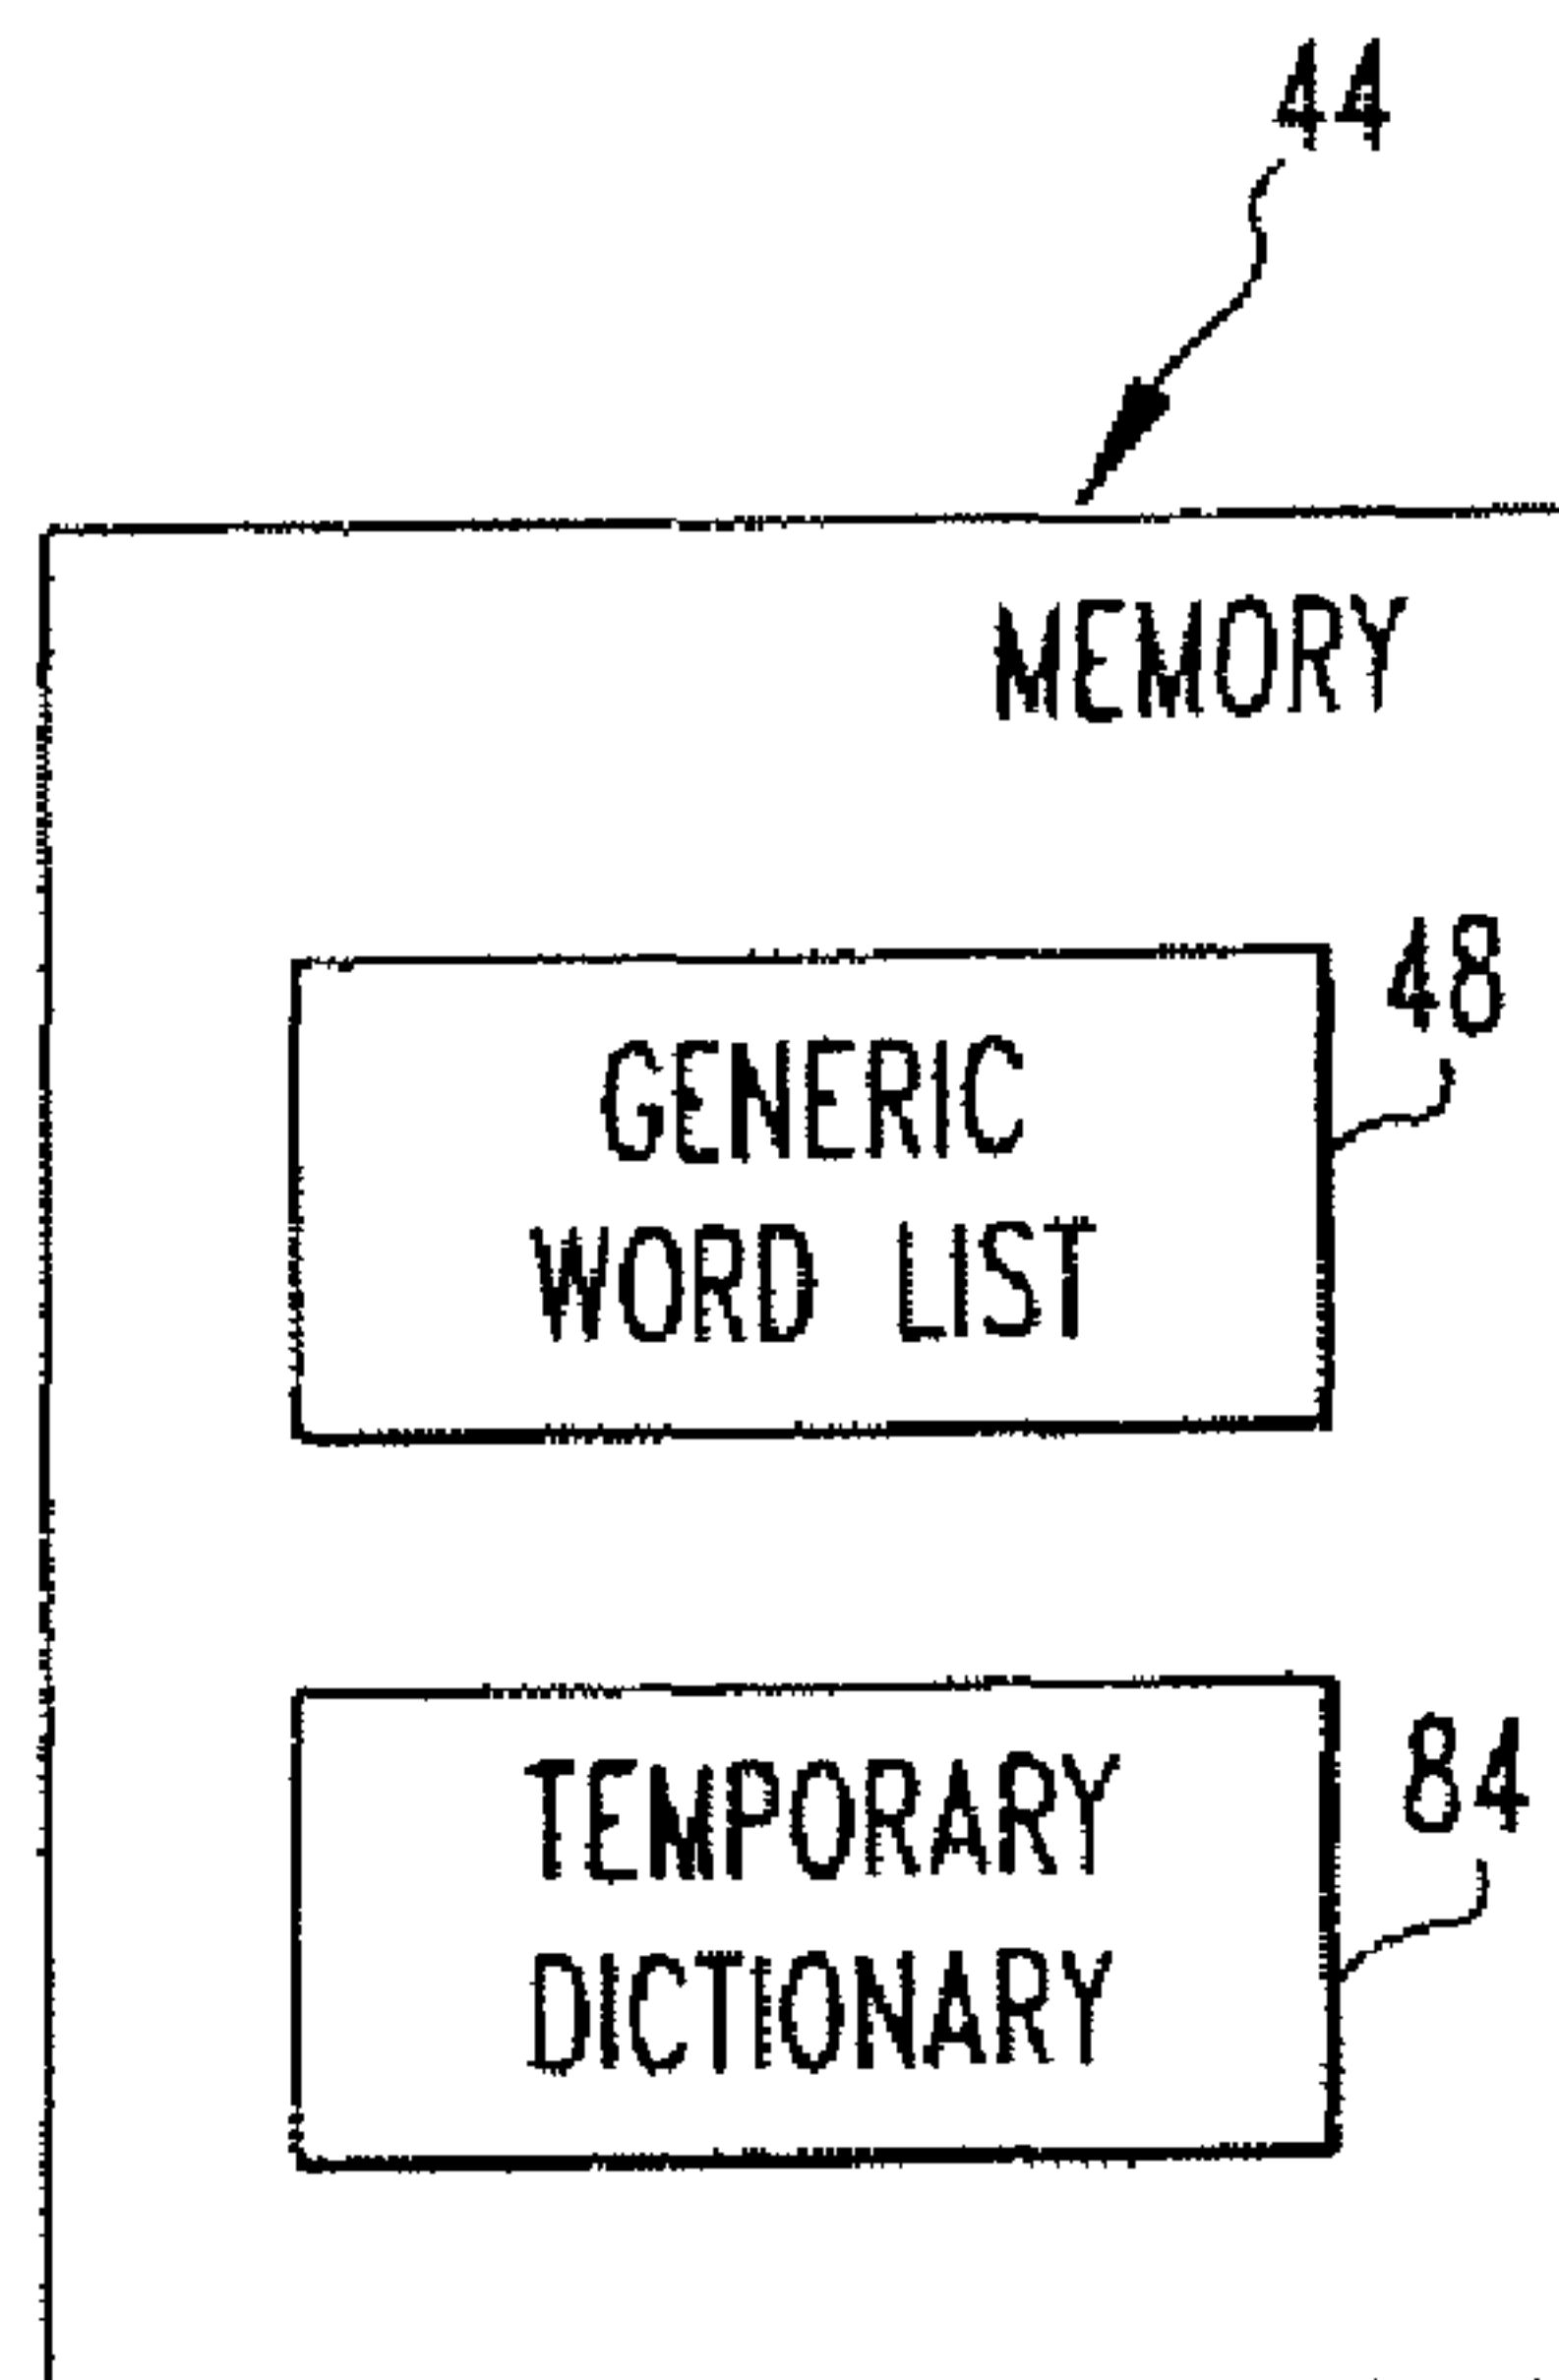 44
MEMORY
48
GENERIC
WORD LIST
84
TEMPORARY
DICTIONARY